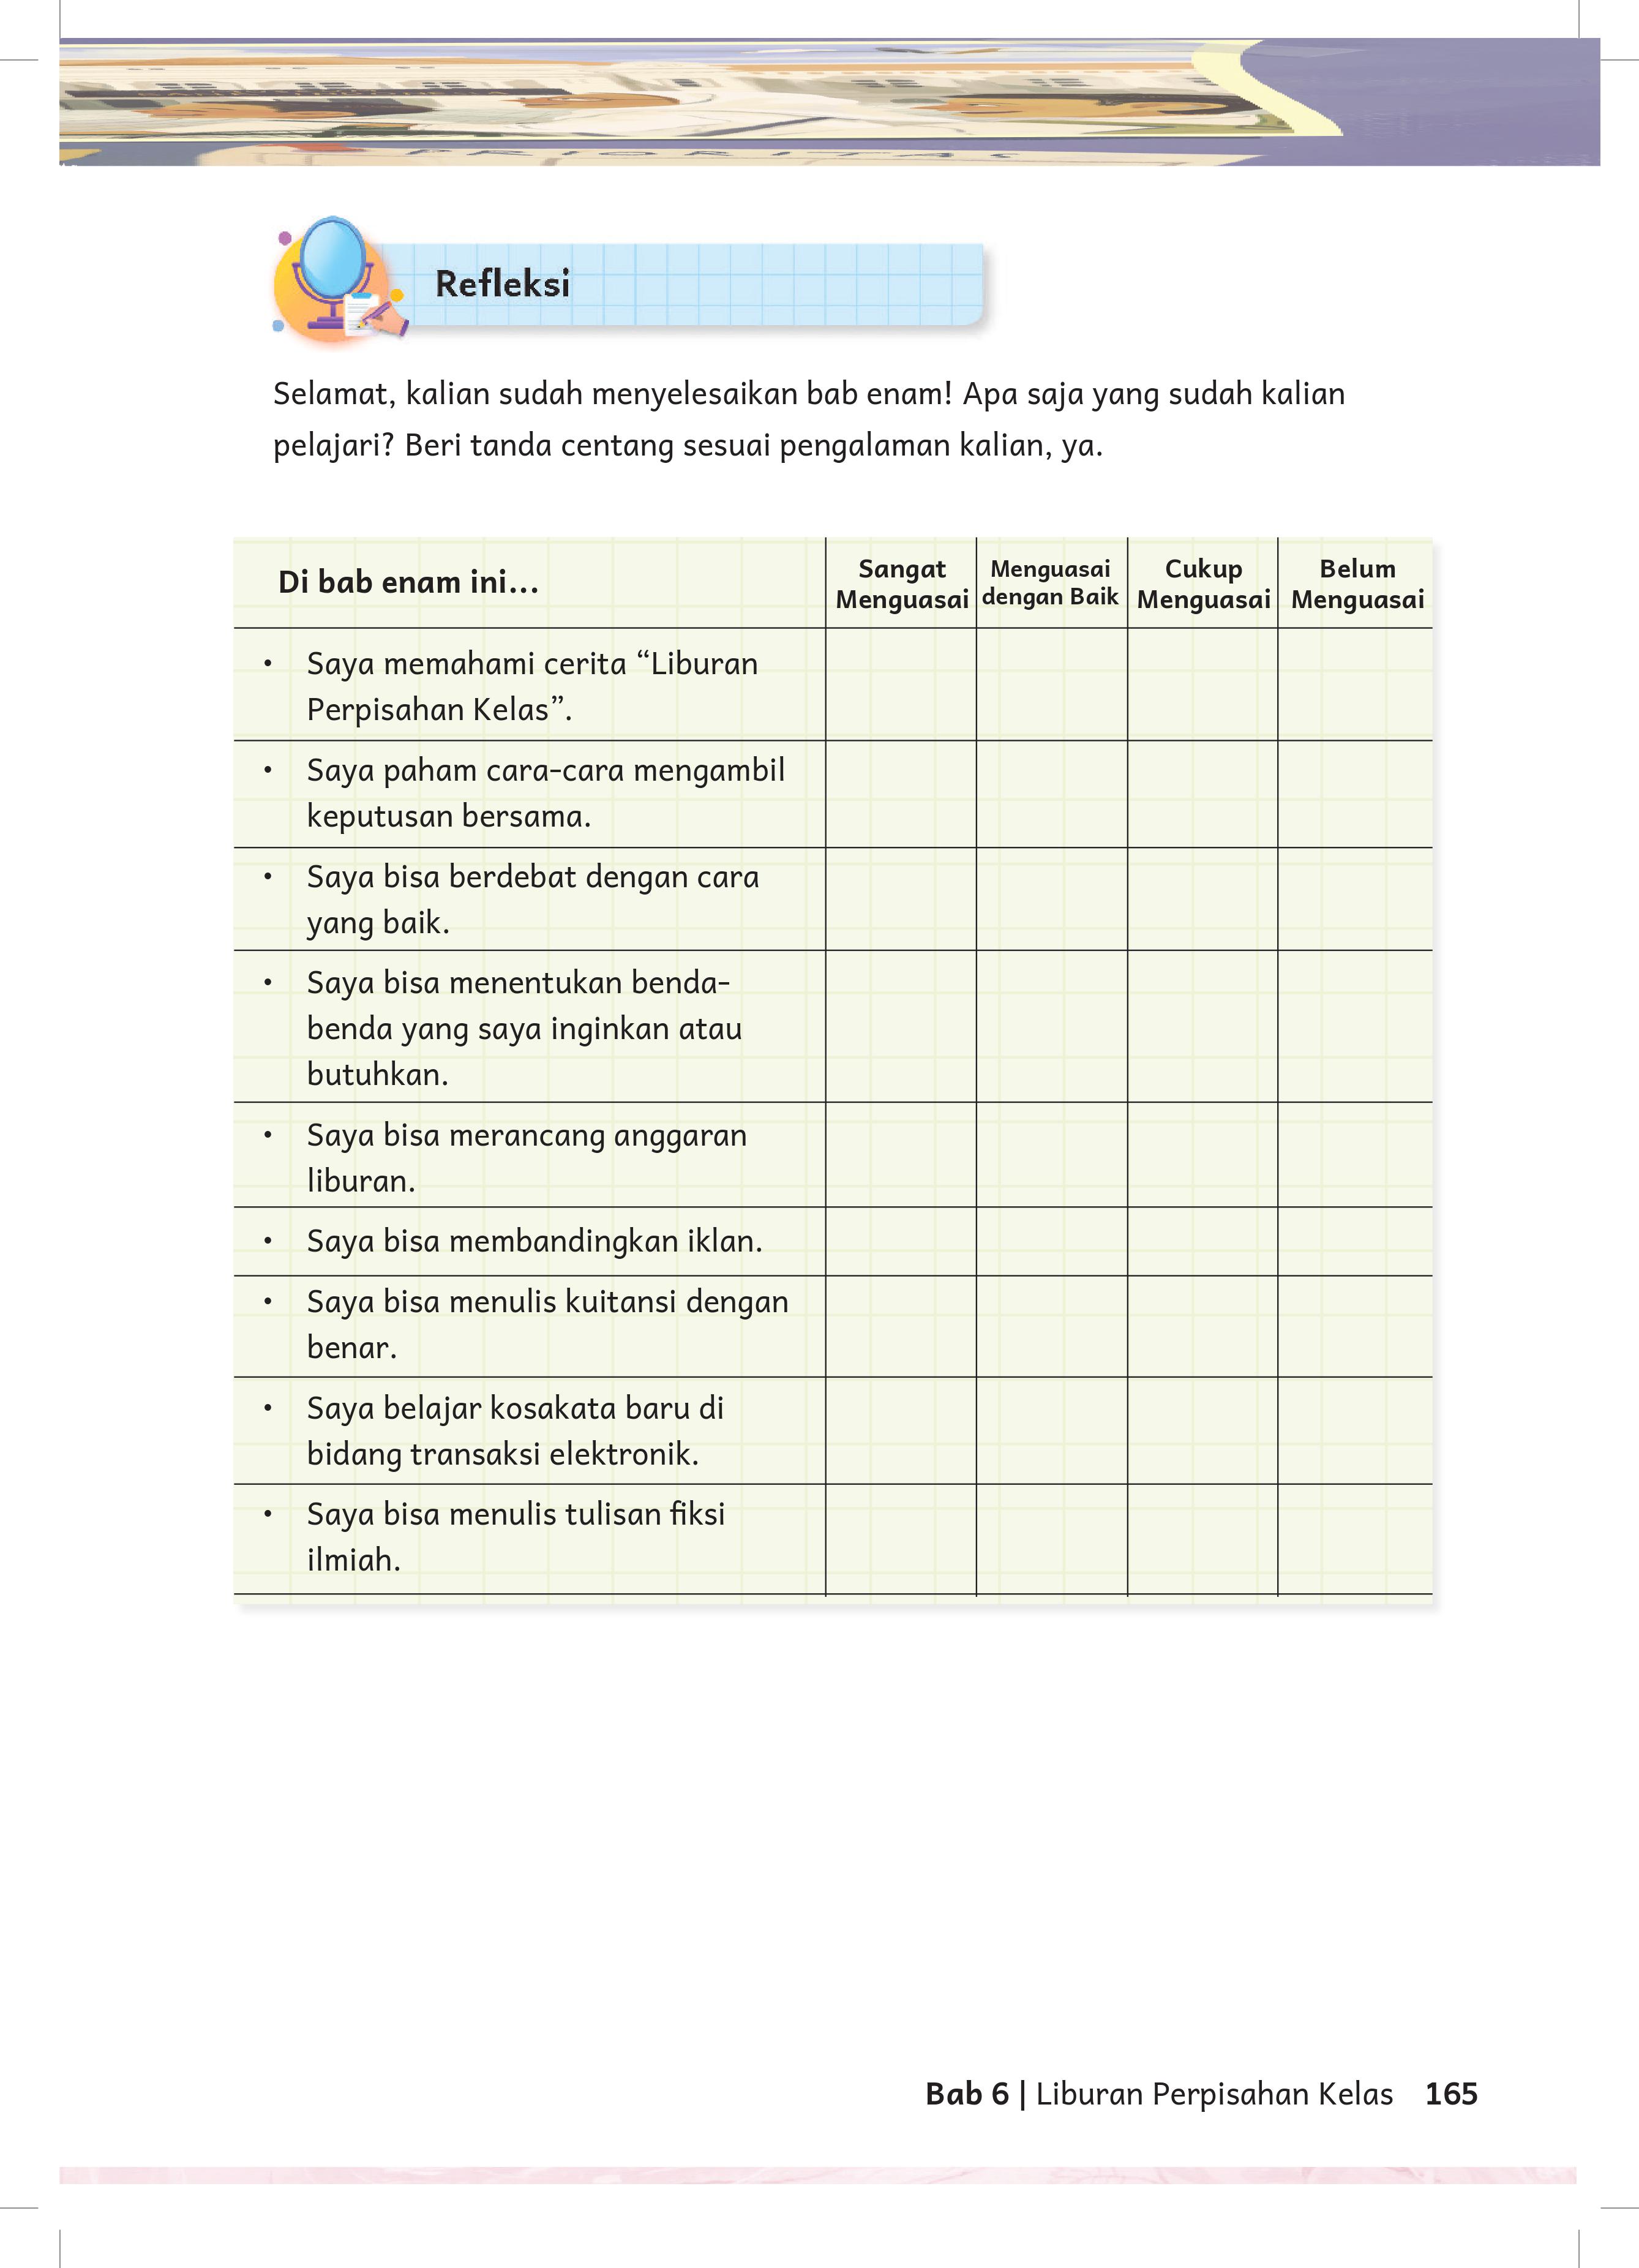 Refleksi
Selamat, kalian sudah menyelesaikan bab enam! Apa saja yang sudah kalian
pelajari? Beri tanda centang sesuai pengalaman kalian, ya.
Di bab enam ini...
Sangat
Menguasai
Menguasai
dengan Baik
Cukup
Menguasai
Belum
Menguasai
• Saya memahami cerita “Liburan
Perpisahan Kelas”.
• Saya paham cara-cara mengambil
keputusan bersama.
• Saya bisa berdebat dengan cara
yang baik.
• Saya bisa menentukan benda-
benda yang saya inginkan atau
butuhkan.
• Saya bisa merancang anggaran
liburan.
• Saya bisa membandingkan iklan.
• Saya bisa menulis kuitansi dengan
benar.
• Saya belajar kosakata baru di
bidang transaksi elektronik.
• Saya bisa menulis tulisan fiksi
ilmiah.
Bab 6 | Liburan Perpisahan Kelas 165